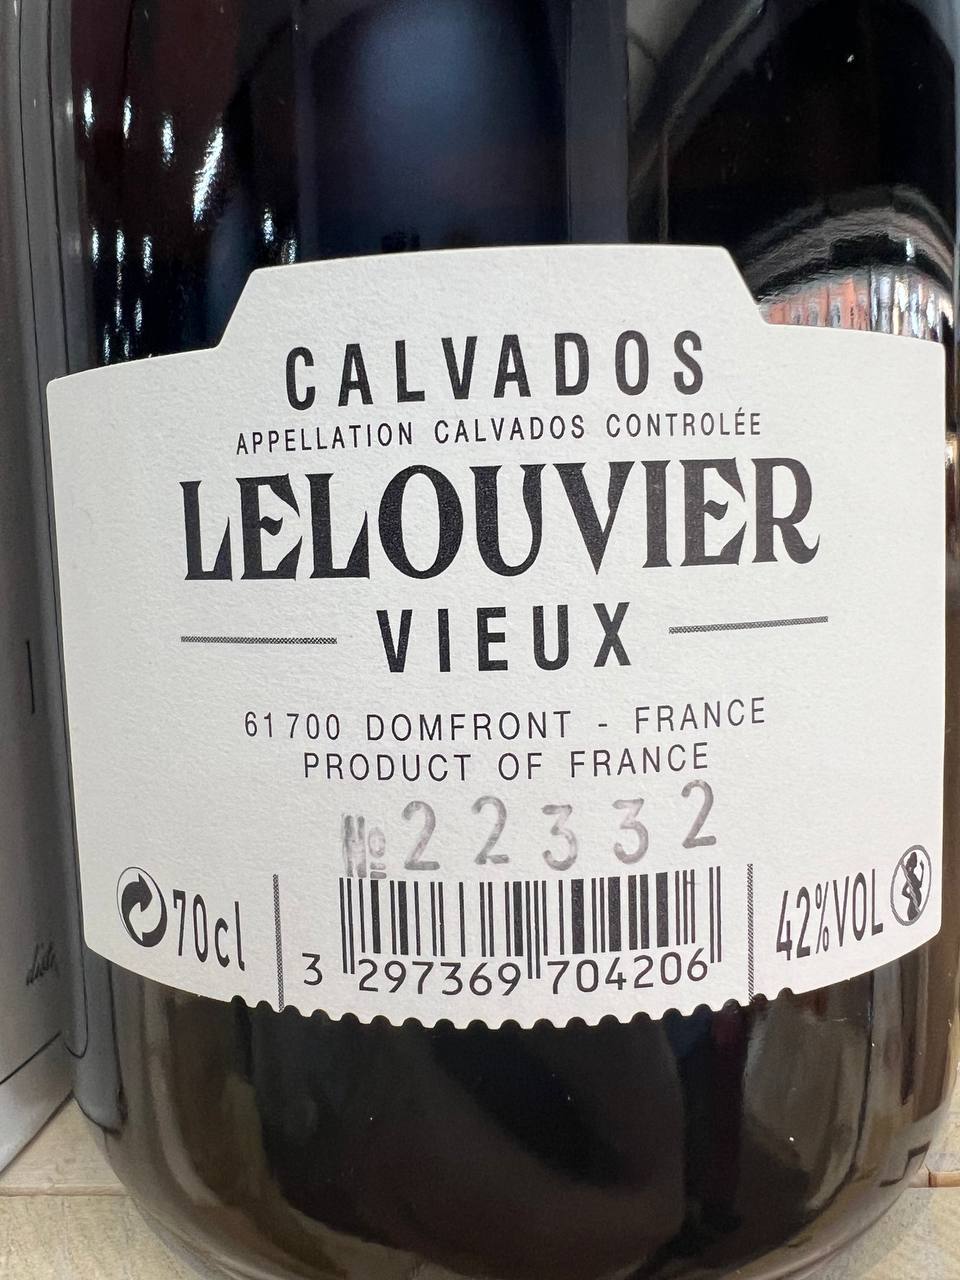 CALVADOS
APPELLATION CALVADOS CONTROLÉE
LELOUVIER
VIEUX
61700 DOMFRONT - FRANCE
PRODUCT OF FRANCE
No 22332
70cl
3 297369 704206
42%VOL